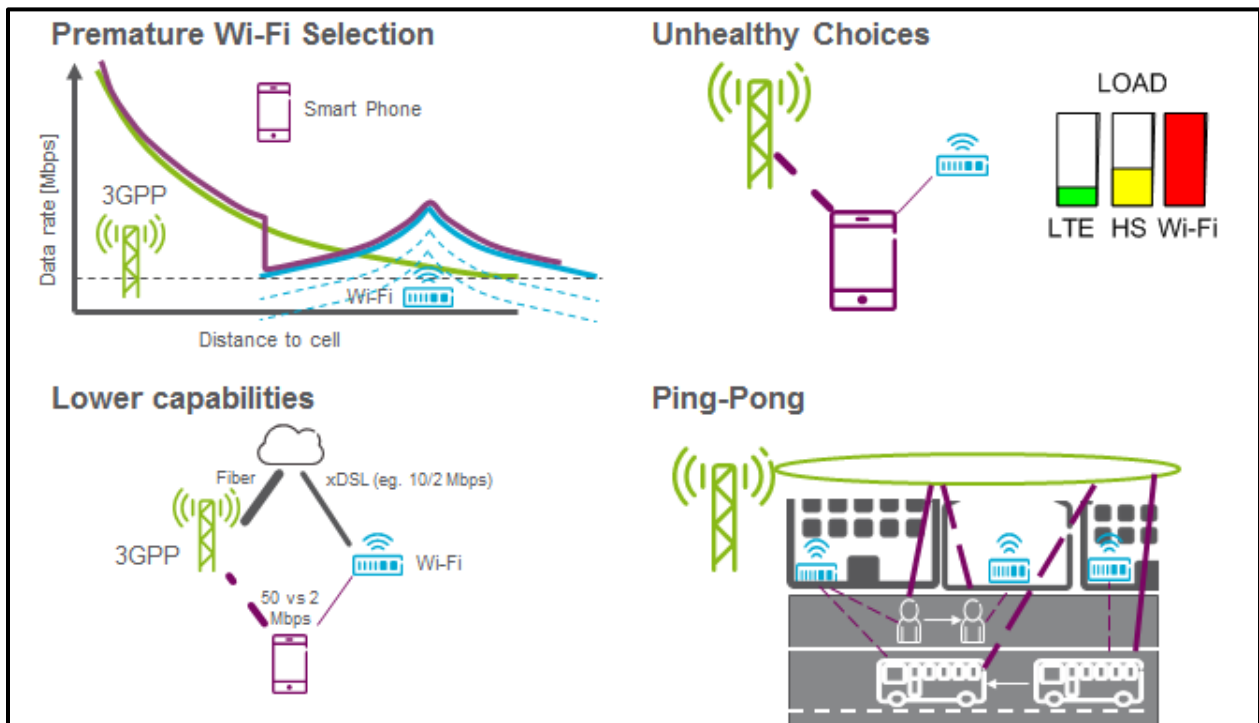 Premature Wi-Fi Selection
Data rate [Mbps]
Smart Phone
3GPP
Wi-Fi
Distance to cell
Unhealthy Choices
LOAD
LTE HS Wi-Fi
Lower capabilities
Fiber
xDSL (eg. 10/2 Mbps)
3GPP
Wi-Fi
50 vs 2
Mbps
Ping-Pong